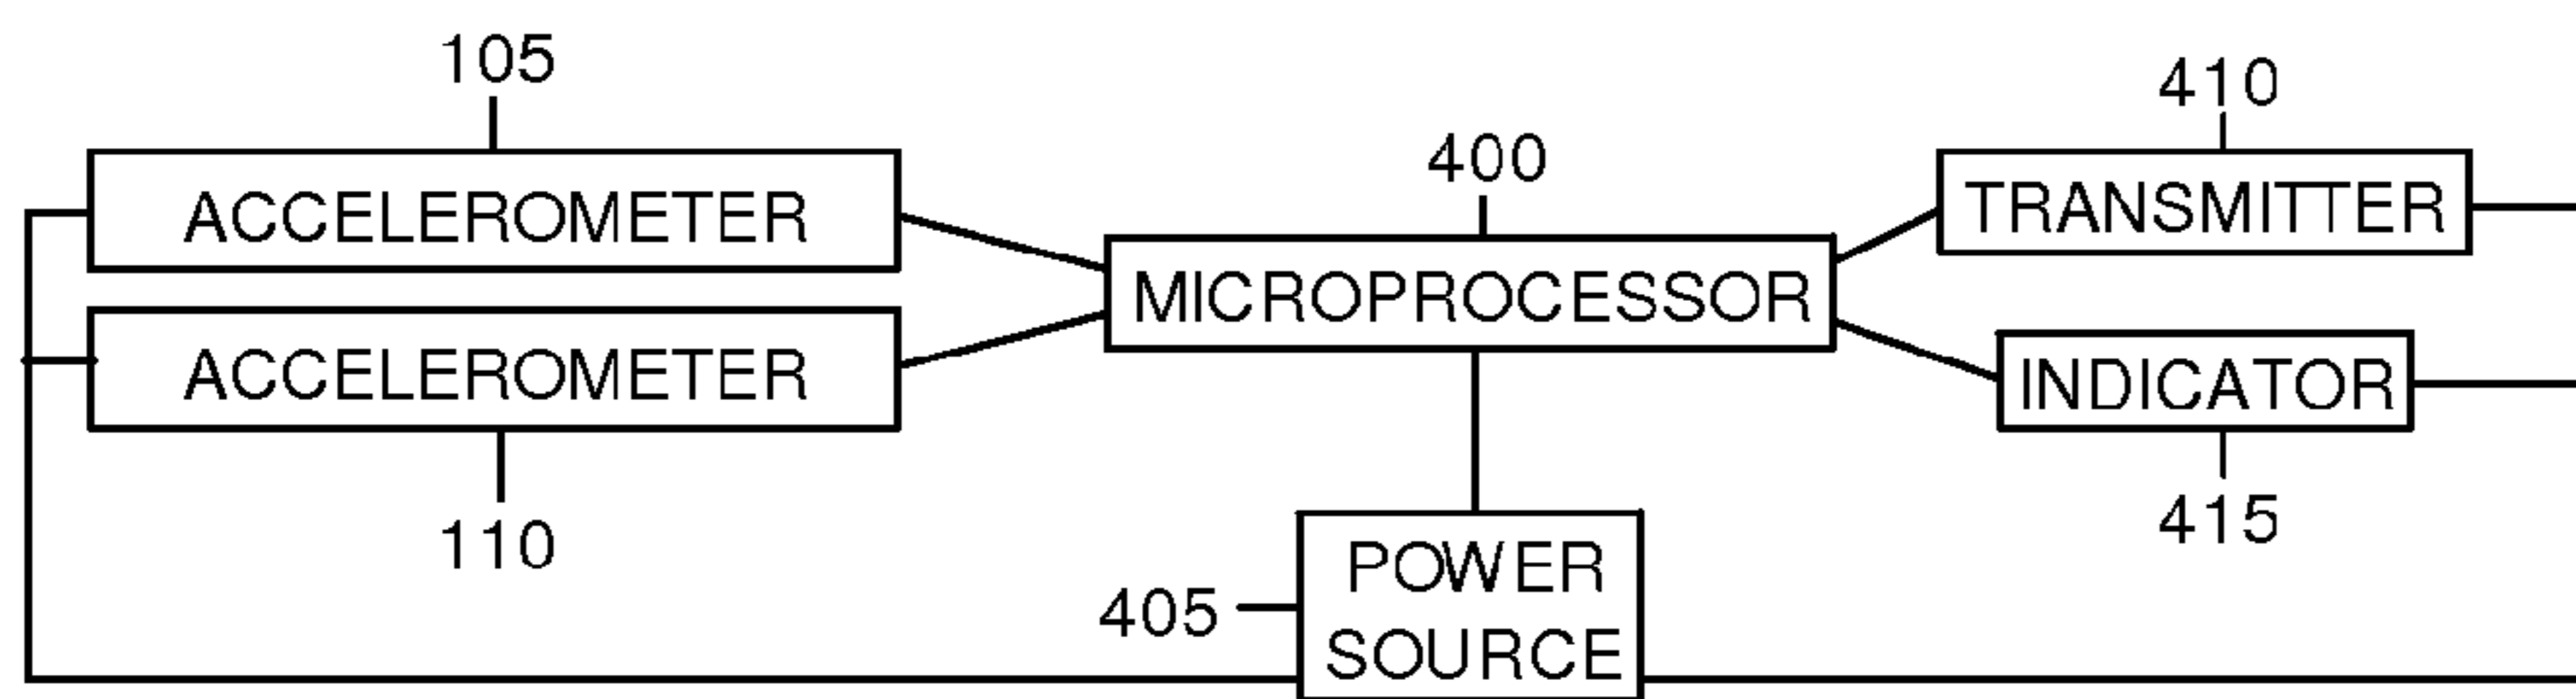 105
ACCELEROMETER
ACCELEROMETER
110
400
MICROPROCESSOR
410
TRANSMITTER
INDICATOR
415
405
POWER
SOURCE